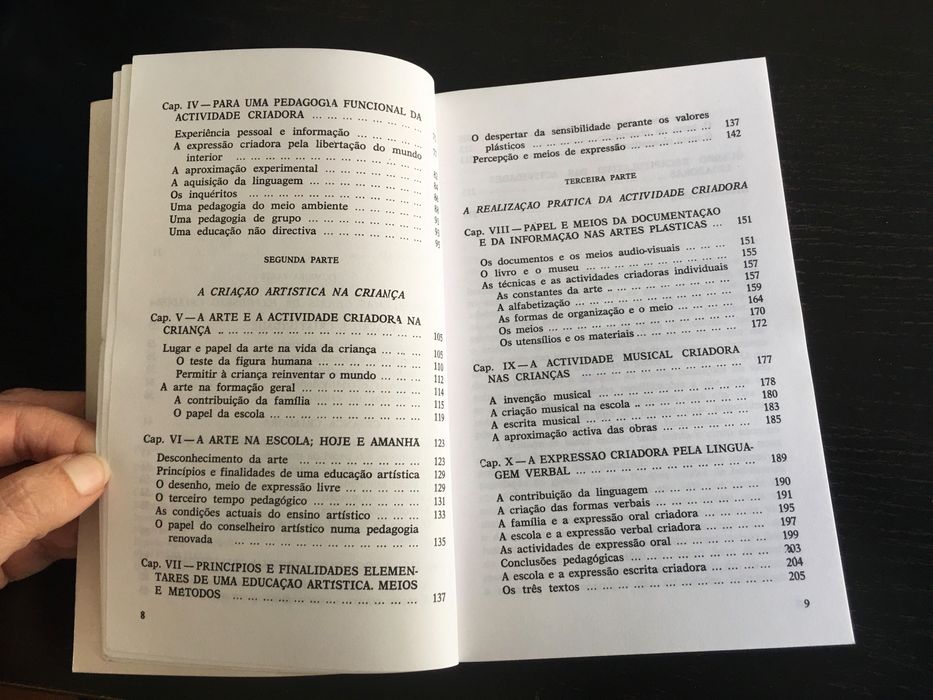 Cap. IV — PARA UMA PEDAGOGIA FUNCIONAL DA
ACTIVIDADE CRIADORA ... ... ... ... ... ...
Experiência pessoal e informação ... ... ... ...
A expressão criadora pela libertação do mundo
interior ... ... ... ... ... ... ... ... ...
A aproximação experimental ... ... ... ... ...
A aquisição da linguagem ... ... ... ... ...
Os inquéritos ... ... ... ... ... ... ... ...
Uma pedagogia do meio ambiente ... ... ... ...
Uma pedagogia de grupo ... ... ... ... ... 91
Uma educação não directiva ... ... ... ... ... 95
SEGUNDA PARTE
A CRIAÇÃO ARTISTICA NA CRIANÇA
Cap. V — A ARTE E A ACTIVIDADE CRIADORA NA
CRIANÇA .. ... ... ... ... ... ... ... ... 105
Lugar e papel da arte na vida da criança ... ... ... 105
O teste da figura humana ... ... ... ... ... 110
Permitir à criança reinventar o mundo ... ... ... 112
A arte na formação geral ... ... ... ... ... ... 114
A contribuição da família ... ... ... ... ... 115
O papel da escola ... ... ... ... ... ... ... 119
Cap. VI — A ARTE NA ESCOLA; HOJE E AMANHA 123
Desconhecimento da arte ... ... ... ... ... ... 123
Princípios e finalidades de uma educação artística 129
O desenho, meio de expressão livre ... ... ... ... 129
O terceiro tempo pedagógico ... ... ... ... ... 131
As condições actuais do ensino artístico ... ... ... 133
O papel do conselheiro artístico numa pedagogia
renovada ... ... ... ... ... ... ... ... ... 135
Cap. VII — PRINCIPIOS E FINALIDADES ELEMEN-
TARES DE UMA EDUCAÇÃO ARTISTICA. MEIOS
E METODOS ... ... ... ... ... ... ... ... ... 137
8
O despertar da sensibilidade perante os valores
plásticos ... ... ... ... ... ... ... ... ... 137
Percepção e meios de expressão ... ... ... ... 142
TERCEIRA PARTE
A REALIZAÇÃO PRATICA DA ACTIVIDADE CRIADORA
Cap. VIII — PAPEL E MEIOS DA DOCUMENTAÇÃO
E DA INFORMAÇÃO NAS ARTES PLASTICAS ... 151
Os documentos e os meios audio-visuais ... ... ... 151
O livro e o museu ... ... ... ... ... ... ... ... 155
As técnicas e as actividades criadoras individuais 157
As constantes da arte .. ... ... ... ... ... ... 157
A alfabetização ... ... ... ... ... ... ... ... 159
As formas de organização e o meio ... ... ... 164
Os meios ... ... ... ... ... ... ... ... ... 170
Os utensílios e os materiais ... ... ... ... ... 172
Cap. IX — A ACTIVIDADE MUSICAL CRIADORA
NAS CRIANÇAS ... ... ... ... ... ... ... ... 177
A invenção musical ... ... ... ... ... ... ... 178
A criação musical na escola .. ... ... ... ... ... 180
A escrita musical ... ... ... ... ... ... ... ... 183
A aproximação activa das obras ... ... ... ... ... 185
Cap. X — A EXPRESSÃO CRIADORA PELA LINGUA-
GEM VERBAL ... ... ... ... ... ... ... ... ... 189
A contribuição da linguagem ... ... ... ... ... 190
A criação das formas verbais ... ... ... ... ... 191
A família e a expressão oral criadora ... ... ... ... 195
A escola e a expressão verbal criadora ... ... ... 197
As actividades de expressão oral ... ... ... ... ... 199
Conclusões pedagógicas ... ... ... ... ... ... ... 203
A escola e a expressão escrita criadora ... ... ... 204
Os três textos ... ... ... ... ... ... ... ... ... 205
9